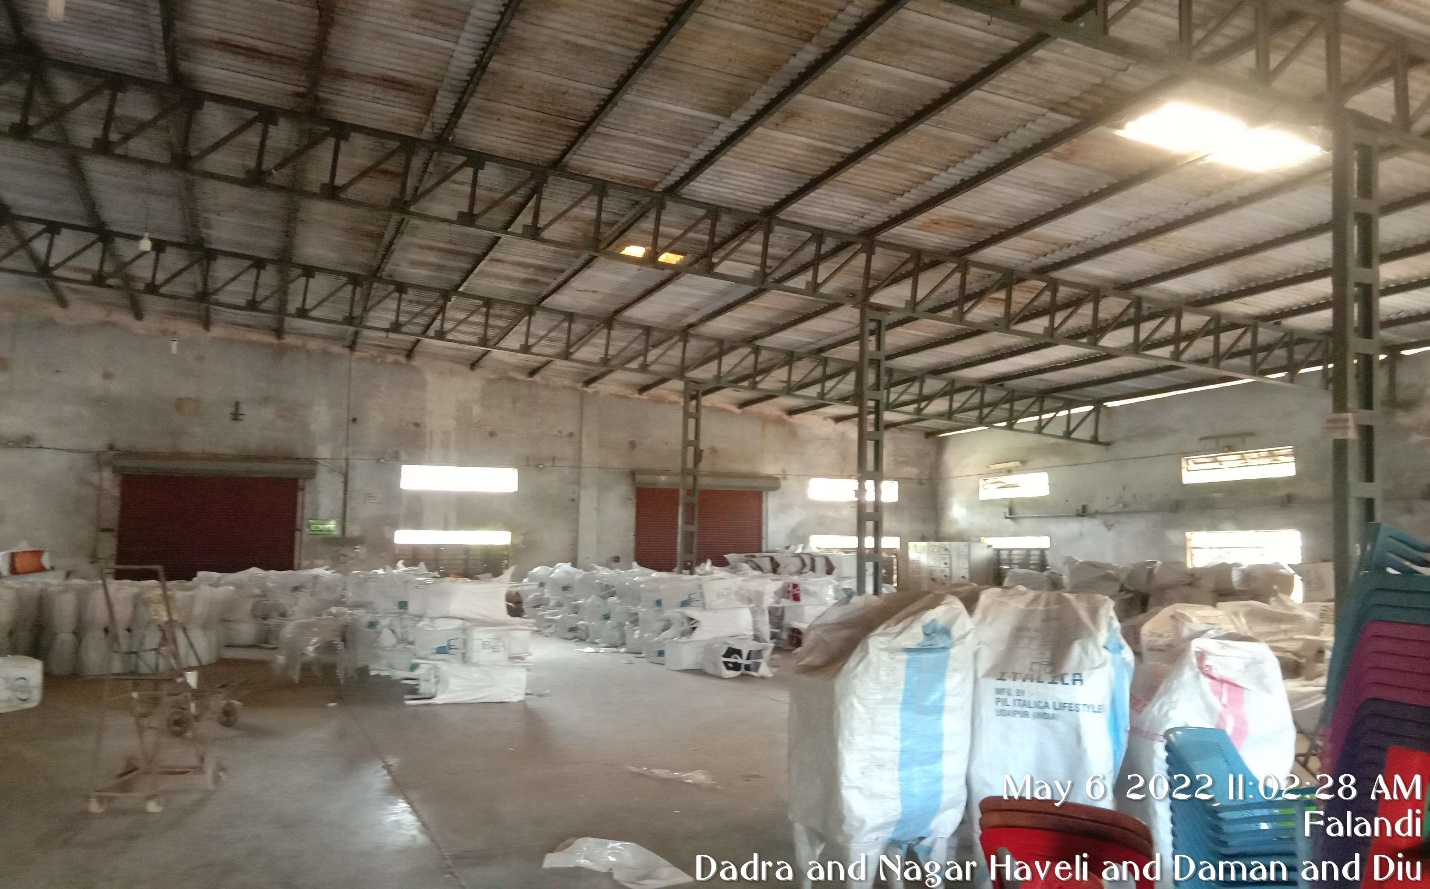 ITALICA
MFG. BY :
PIL ITALICA LIFESTYLE
UDAIPUR (INDIA)
May 6, 2022 11:02:28 AM
Falandi
Dadra and Nagar Haveli and Daman and Diu